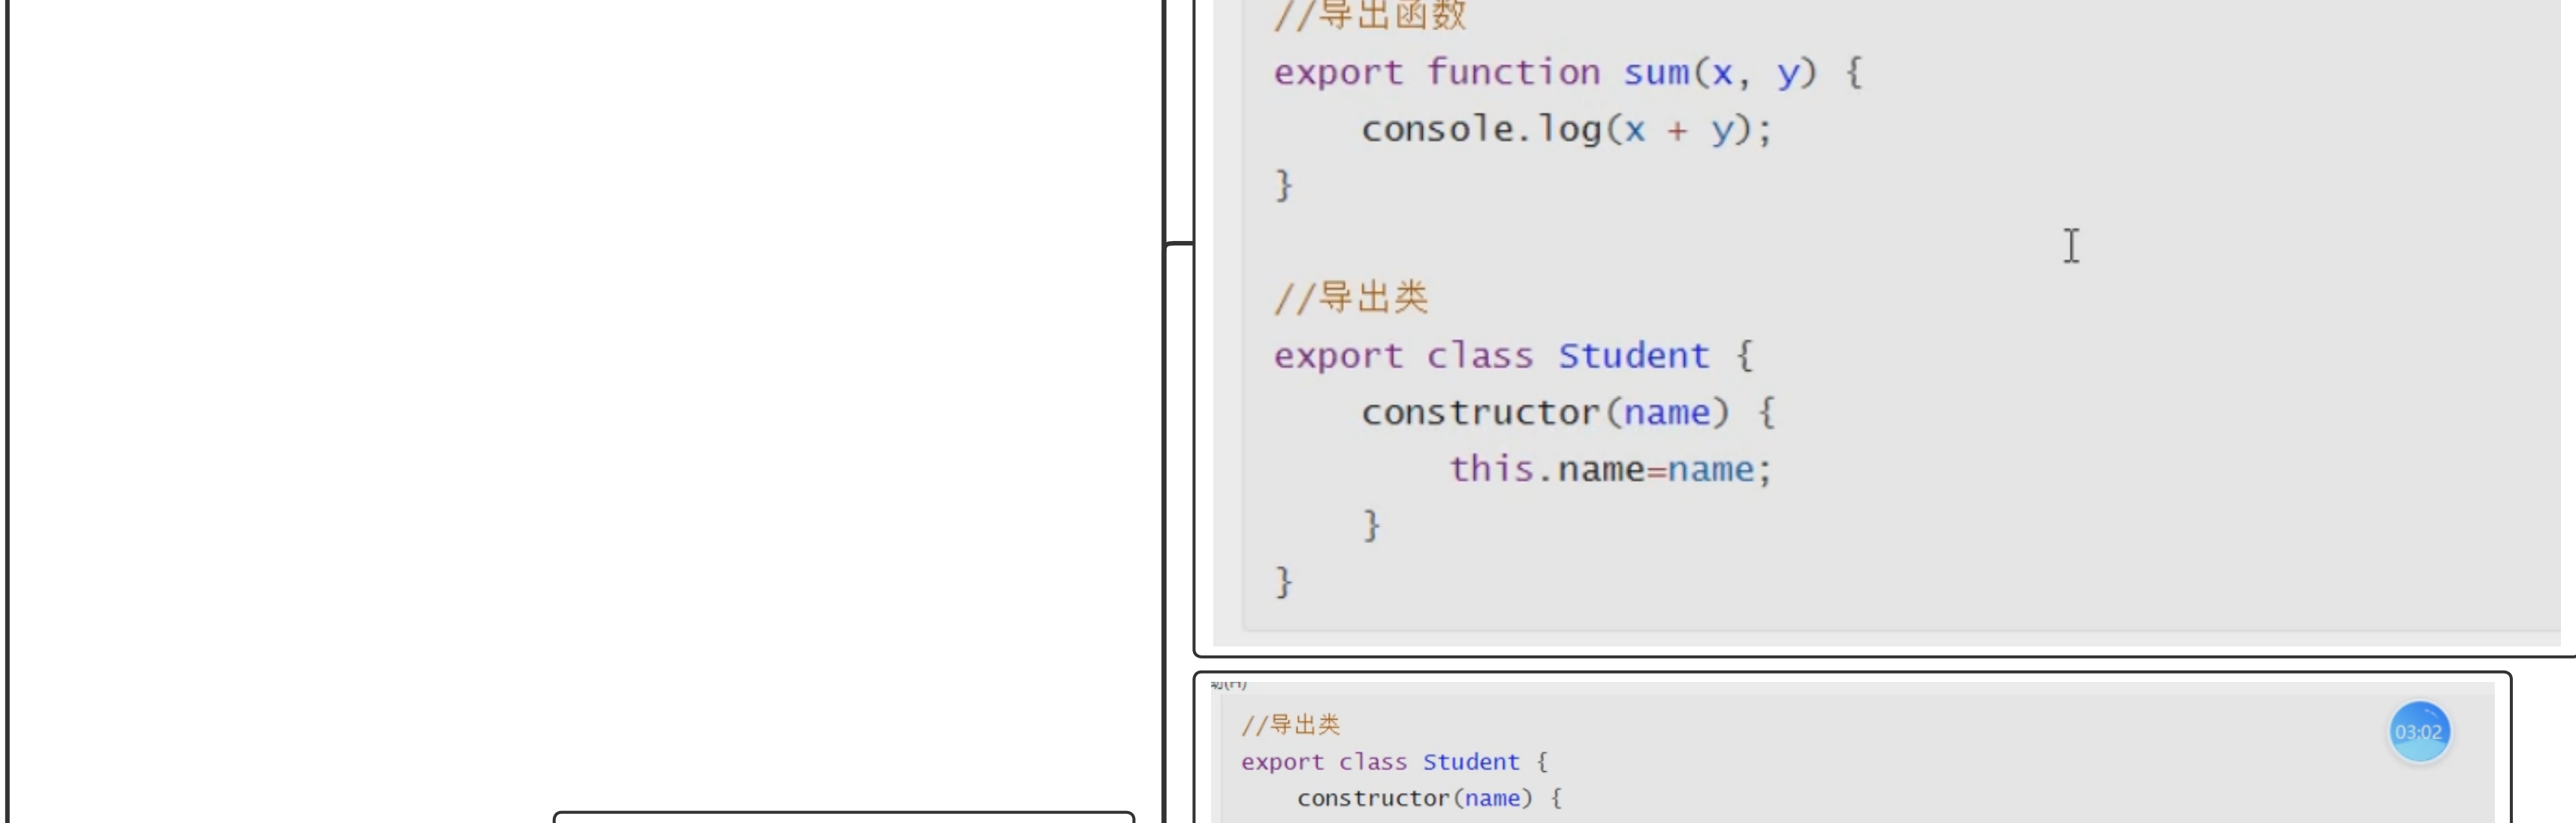 //导出函数
export function sum(x, y) {
    console.log(x + y);
}
//导出类
export class Student {
    constructor(name) {
        this.name=name;
    }
}
//导出类
03:02
export class Student {
    constructor(name) {